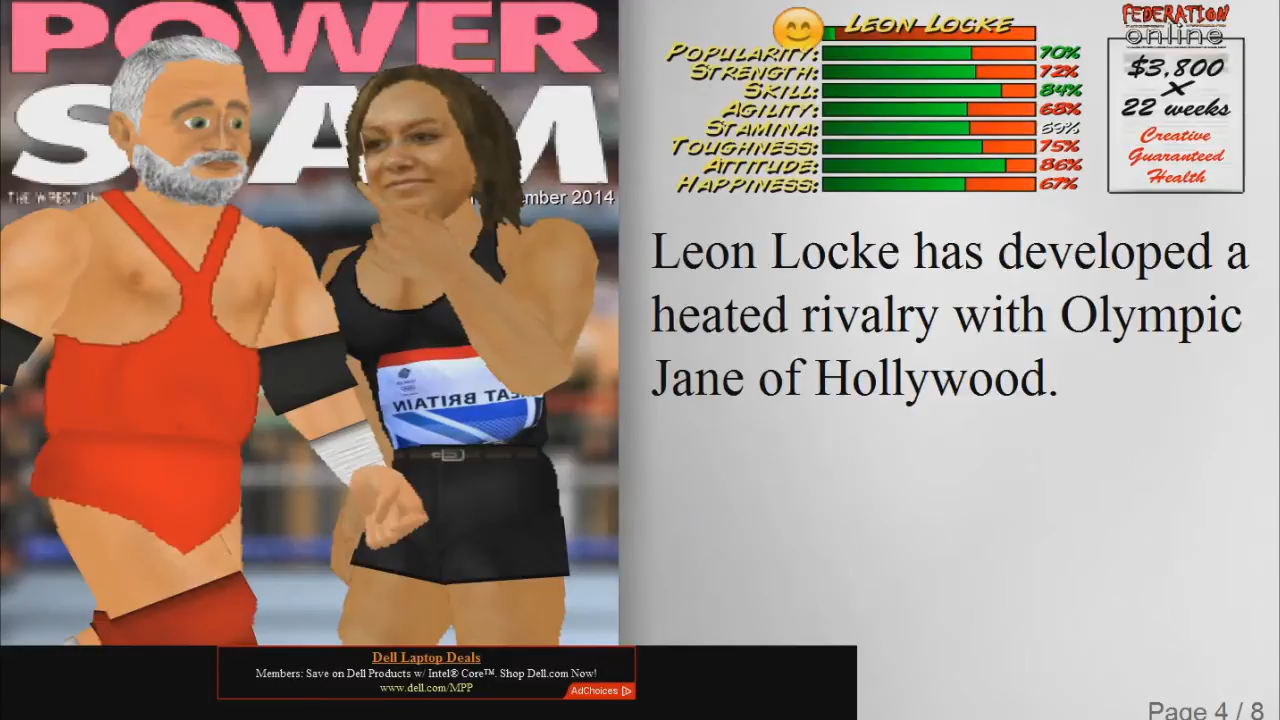 POWER
SLAM
THE WREST
ember 2014
GREAT BRITAIN
LEON LOCKE
POPULARITY: 70%
STRENGTH: 72%
SKILL: 84%
AGILITY: 68%
STAMINA: 69%
TOUGHNESS: 75%
ATTITUDE: 86%
HAPPINESS: 67%
FEDERATION
online
$3,800
X
22 weeks
Creative
Guaranteed
Health
Leon Locke has developed a
heated rivalry with Olympic
Jane of Hollywood.
Dell Laptop Deals
Members: Save on Dell Products w/ Intel® Core™. Shop Dell.com Now!
www.dell.com/MPP
AdChoices
Page 4 / 8